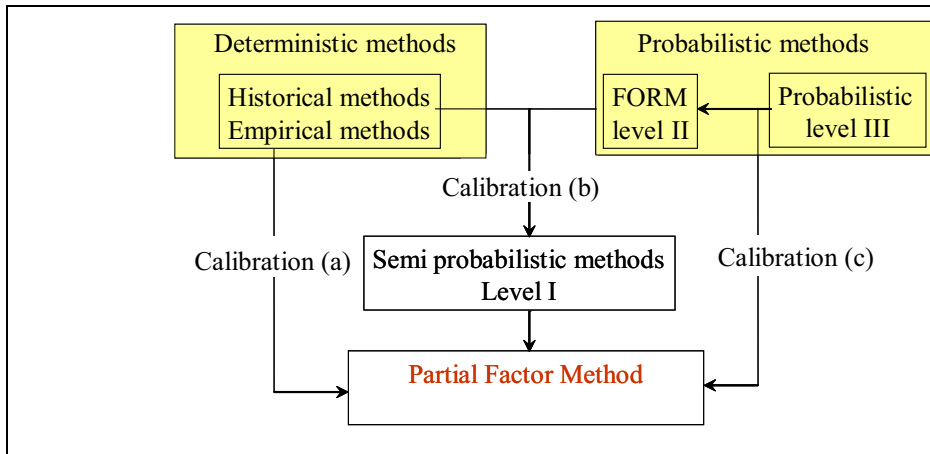 Deterministic methods
Probabilistic methods
Historical methods
Empirical methods
FORM
level II
Probabilistic
level III
Calibration (b)
Calibration (a)
Semi probabilistic methods
Level I
Calibration (c)
Partial Factor Method